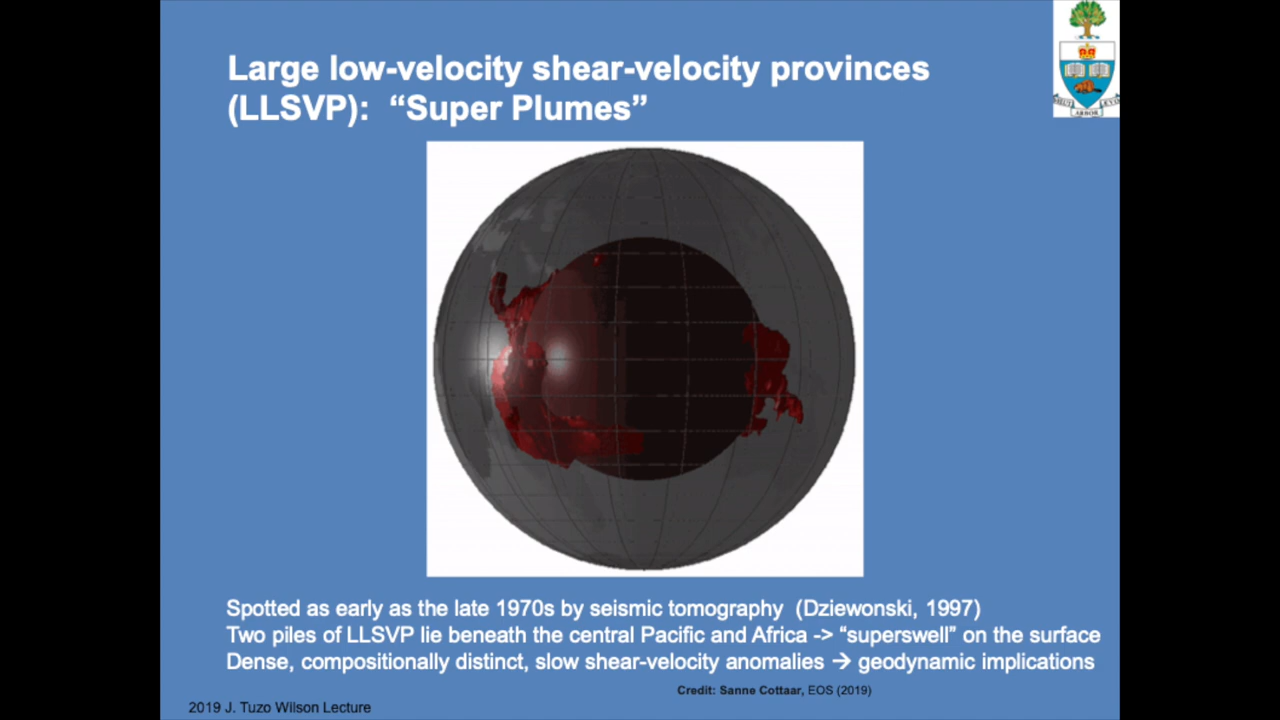 Large low-velocity shear-velocity provinces
(LLSVP):  “Super Plumes”
ARBOR
Spotted as early as the late 1970s by seismic tomography  (Dziewonski, 1997)
Two piles of LLSVP lie beneath the central Pacific and Africa -> “superswell” on the surface
Dense, compositionally distinct, slow shear-velocity anomalies → geodynamic implications
Credit: Sanne Cottaar, EOS (2019)
2019 J. Tuzo Wilson Lecture